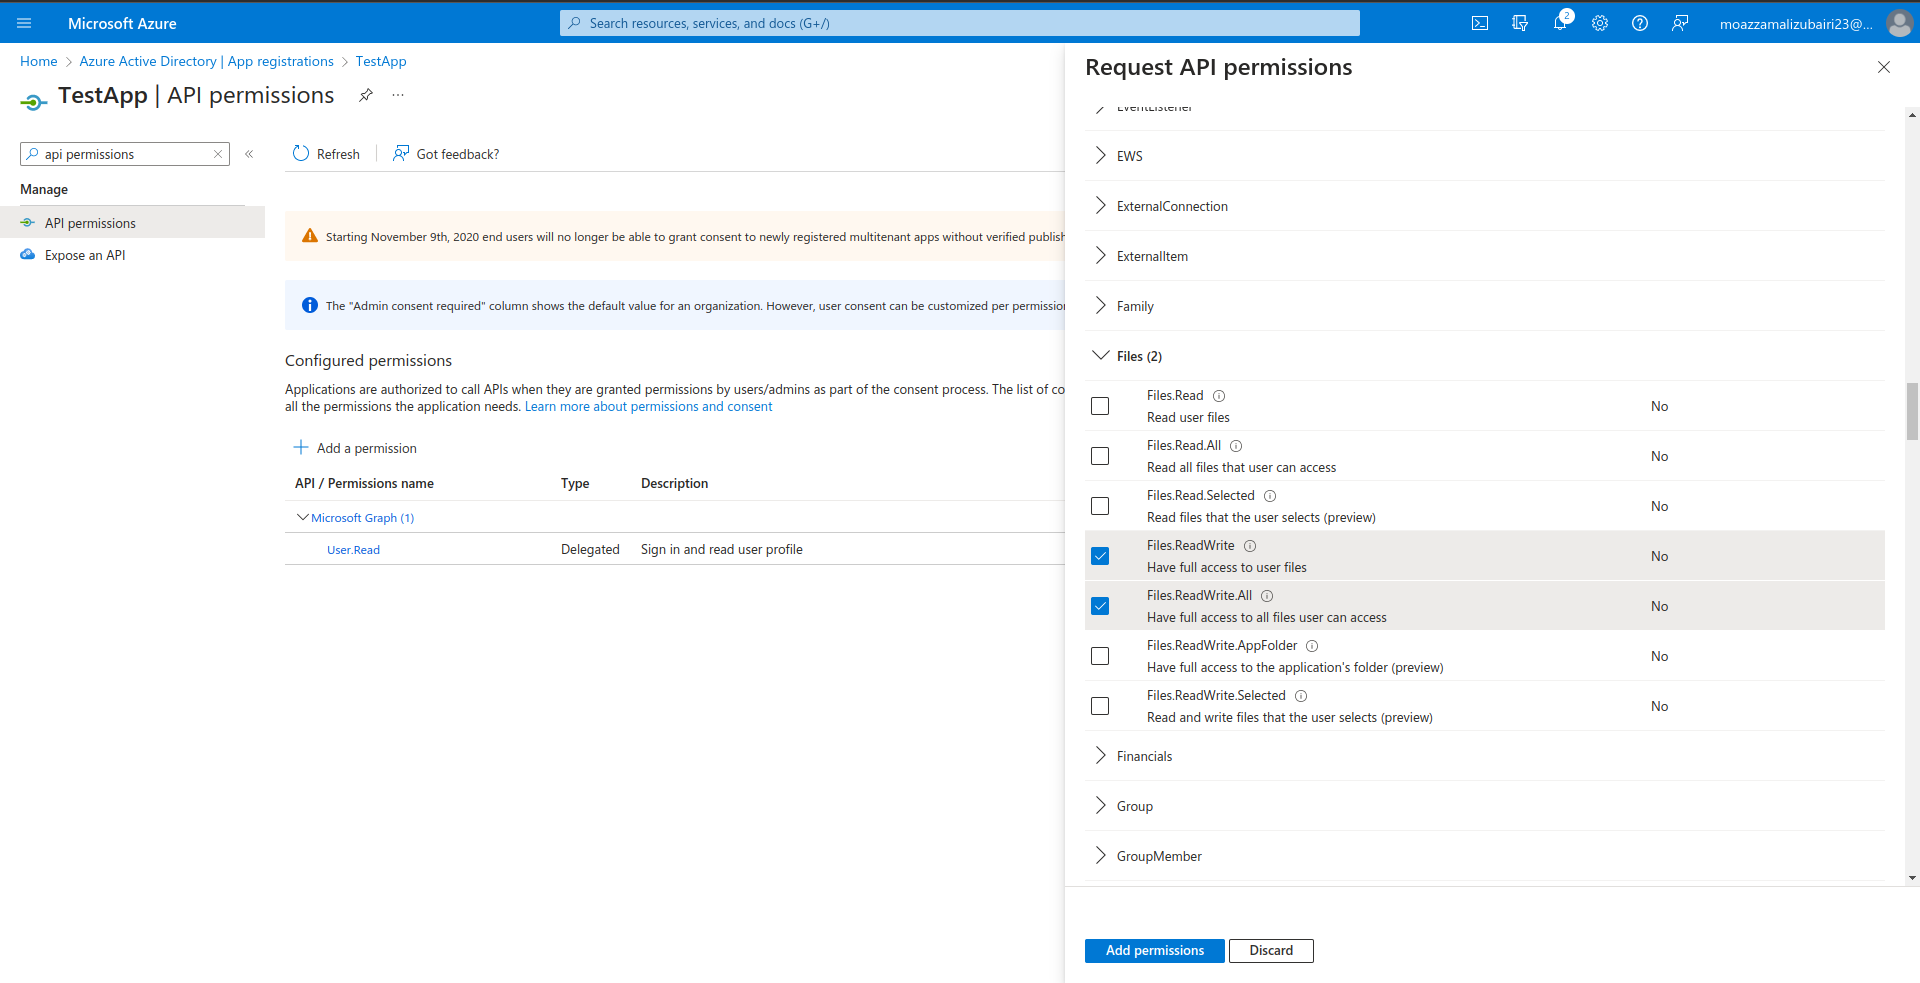 Microsoft Azure
Search resources, services, and docs (G+/)
2
moazzamalizubairi23@...
Home > Azure Active Directory | App registrations > TestApp
TestApp | API permissions
...
api permissions
«
Manage
API permissions
Expose an API
Refresh
Got feedback?
Starting November 9th, 2020 end users will no longer be able to grant consent to newly registered multitenant apps without verified publish
The "Admin consent required" column shows the default value for an organization. However, user consent can be customized per permission
Configured permissions
Applications are authorized to call APIs when they are granted permissions by users/admins as part of the consent process. The list of co
all the permissions the application needs. Learn more about permissions and consent
Add a permission
API / Permissions name Type Description
Microsoft Graph (1)
User.Read Delegated Sign in and read user profile
Request API permissions
EventListener
EWS
ExternalConnection
ExternalItem
Family
Files (2)
Files.Read
Read user files
No
Files.Read.All
Read all files that user can access
No
Files.Read.Selected
Read files that the user selects (preview)
No
Files.ReadWrite
Have full access to user files
No
Files.ReadWrite.All
Have full access to all files user can access
No
Files.ReadWrite.AppFolder
Have full access to the application's folder (preview)
No
Files.ReadWrite.Selected
Read and write files that the user selects (preview)
No
Financials
Group
GroupMember
Add permissions
Discard